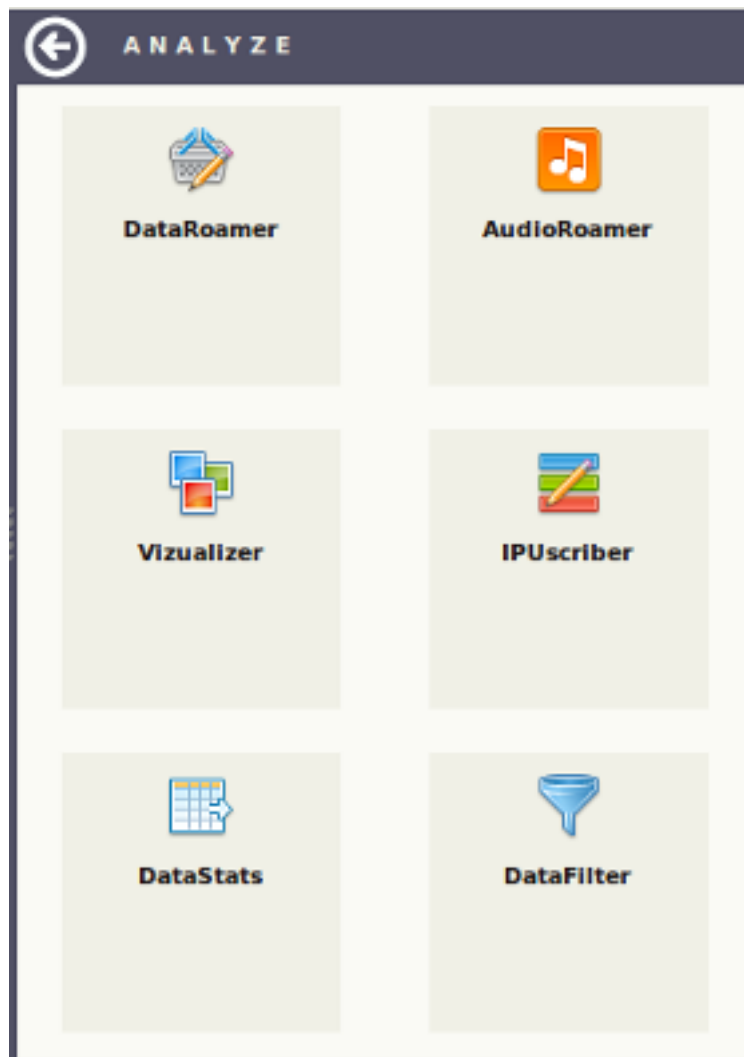 ANALYZE
DataRoamer
AudioRoamer
Vizualizer
IPUscriber
DataStats
DataFilter